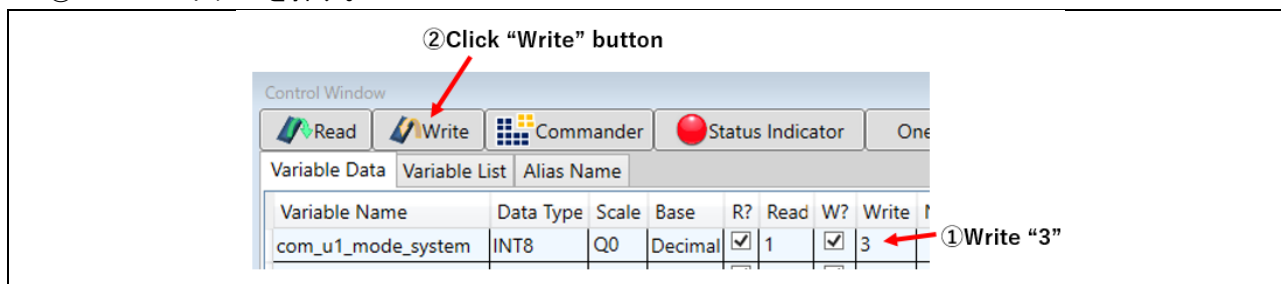 ②Click “Write” button
Control Window
Read Write Commander Status Indicator One
Variable Data Variable List Alias Name
Variable Name Data Type Scale Base R? Read W? Write
com_u1_mode_system INT8 Q0 Decimal 1 3
①Write “3”